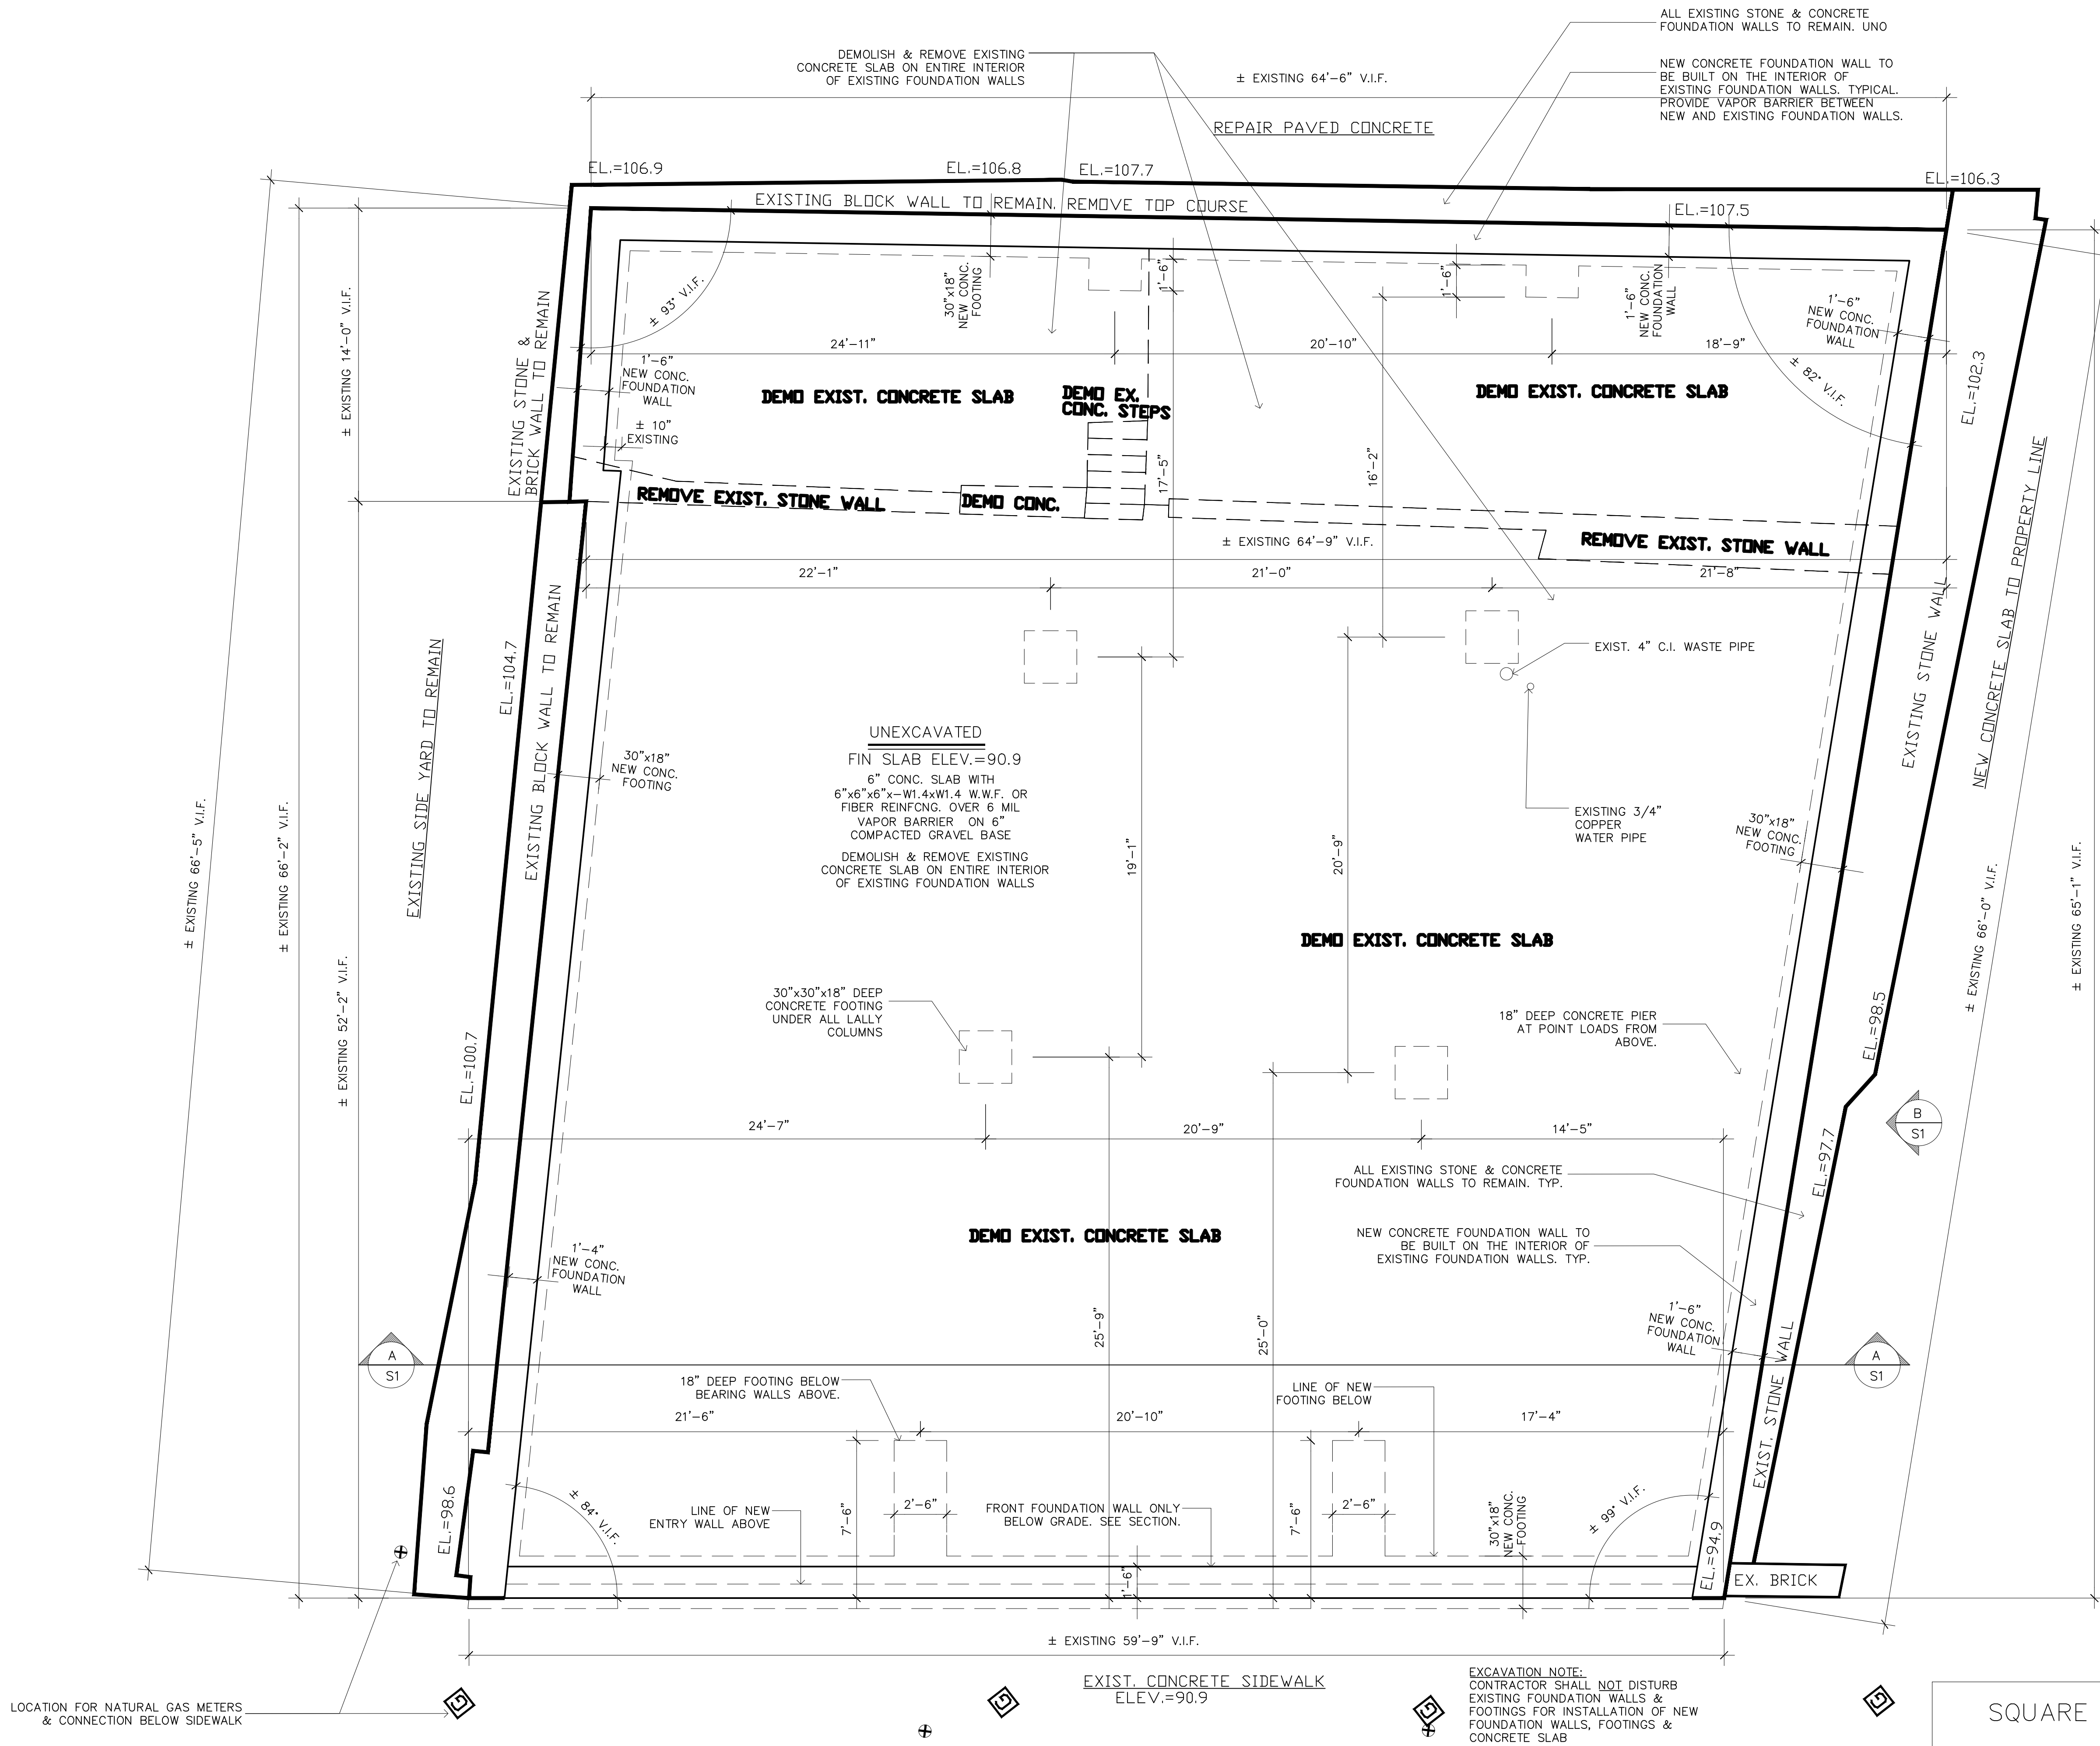 ALL EXISTING STONE & CONCRETE
FOUNDATION WALLS TO REMAIN. UNO
DEMOLISH & REMOVE EXISTING
CONCRETE SLAB ON ENTIRE INTERIOR
OF EXISTING FOUNDATION WALLS
± EXISTING 64'-6" V.I.F.
NEW CONCRETE FOUNDATION WALL TO
BE BUILT ON THE INTERIOR OF
EXISTING FOUNDATION WALLS. TYPICAL.
PROVIDE VAPOR BARRIER BETWEEN
NEW AND EXISTING FOUNDATION WALLS.
REPAIR PAVED CONCRETE
EL.=106.9
EL.=106.8
EL.=107.7
EL.=106.3
EXISTING BLOCK WALL TO REMAIN. REMOVE TOP COURSE
EL.=107.5
± EXISTING 14'-0" V.I.F.
EXISTING STONE &
BRICK WALL TO REMAIN
± 93° V.I.F.
30"x18"
NEW CONC.
FOOTING
1'-6"
1'-6"
1'-6"
NEW CONC.
FOUNDATION
WALL
1'-6"
NEW CONC.
FOUNDATION
WALL
± 82° V.I.F.
EL.=102.3
24'-11"
20'-10"
18'-9"
1'-6"
NEW CONC.
FOUNDATION
WALL
± 10"
EXISTING
DEMO EXIST. CONCRETE SLAB
DEMO EX.
CONC. STEPS
DEMO EXIST. CONCRETE SLAB
17'-5"
16'-2"
REMOVE EXIST. STONE WALL
DEMO CONC.
± EXISTING 64'-9" V.I.F.
REMOVE EXIST. STONE WALL
22'-1"
21'-0"
21'-8"
NEW CONCRETE SLAB TO PROPERTY LINE
EXISTING STONE WALL
EXISTING SIDE YARD TO REMAIN
EL.=104.7
EXISTING BLOCK WALL TO REMAIN
EXIST. 4" C.I. WASTE PIPE
30"x18"
NEW CONC.
FOOTING
UNEXCAVATED
FIN SLAB ELEV.=90.9
6" CONC. SLAB WITH
6"x6"x6"x-W1.4xW1.4 W.W.F. OR
FIBER REINFCNG. OVER 6 MIL
VAPOR BARRIER ON 6"
COMPACTED GRAVEL BASE
DEMOLISH & REMOVE EXISTING
CONCRETE SLAB ON ENTIRE INTERIOR
OF EXISTING FOUNDATION WALLS
19'-1"
20'-9"
EXISTING 3/4"
COPPER
WATER PIPE
30"x18"
NEW CONC.
FOOTING
± EXISTING 66'-5" V.I.F.
± EXISTING 66'-2" V.I.F.
± EXISTING 52'-2" V.I.F.
± EXISTING 66'-0" V.I.F.
± EXISTING 65'-1" V.I.F.
DEMO EXIST. CONCRETE SLAB
30"x30"x18" DEEP
CONCRETE FOOTING
UNDER ALL LALLY
COLUMNS
18" DEEP CONCRETE PIER
AT POINT LOADS FROM
ABOVE.
EL.=100.7
EL.=98.5
B
S1
24'-7"
20'-9"
14'-5"
EL.=97.7
ALL EXISTING STONE & CONCRETE
FOUNDATION WALLS TO REMAIN. TYP.
DEMO EXIST. CONCRETE SLAB
NEW CONCRETE FOUNDATION WALL TO
BE BUILT ON THE INTERIOR OF
EXISTING FOUNDATION WALLS. TYP.
1'-4"
NEW CONC.
FOUNDATION
WALL
25'-9"
25'-0"
1'-6"
NEW CONC.
FOUNDATION
WALL
A
S1
A
S1
18" DEEP FOOTING BELOW
BEARING WALLS ABOVE.
LINE OF NEW
FOOTING BELOW
EXIST. STONE WALL
21'-6"
20'-10"
17'-4"
EL.=98.6
± 84° V.I.F.
LINE OF NEW
ENTRY WALL ABOVE
7'-6"
2'-6"
FRONT FOUNDATION WALL ONLY
BELOW GRADE. SEE SECTION.
7'-6"
2'-6"
30"x18"
NEW CONC.
FOOTING
± 99° V.I.F.
EL.=94.9
1'-6"
EX. BRICK
± EXISTING 59'-9" V.I.F.
EXIST. CONCRETE SIDEWALK
ELEV.=90.9
LOCATION FOR NATURAL GAS METERS
& CONNECTION BELOW SIDEWALK
G
G
G
G
EXCAVATION NOTE:
CONTRACTOR SHALL NOT DISTURB
EXISTING FOUNDATION WALLS &
FOOTINGS FOR INSTALLATION OF NEW
FOUNDATION WALLS, FOOTINGS &
CONCRETE SLAB
SQUARE